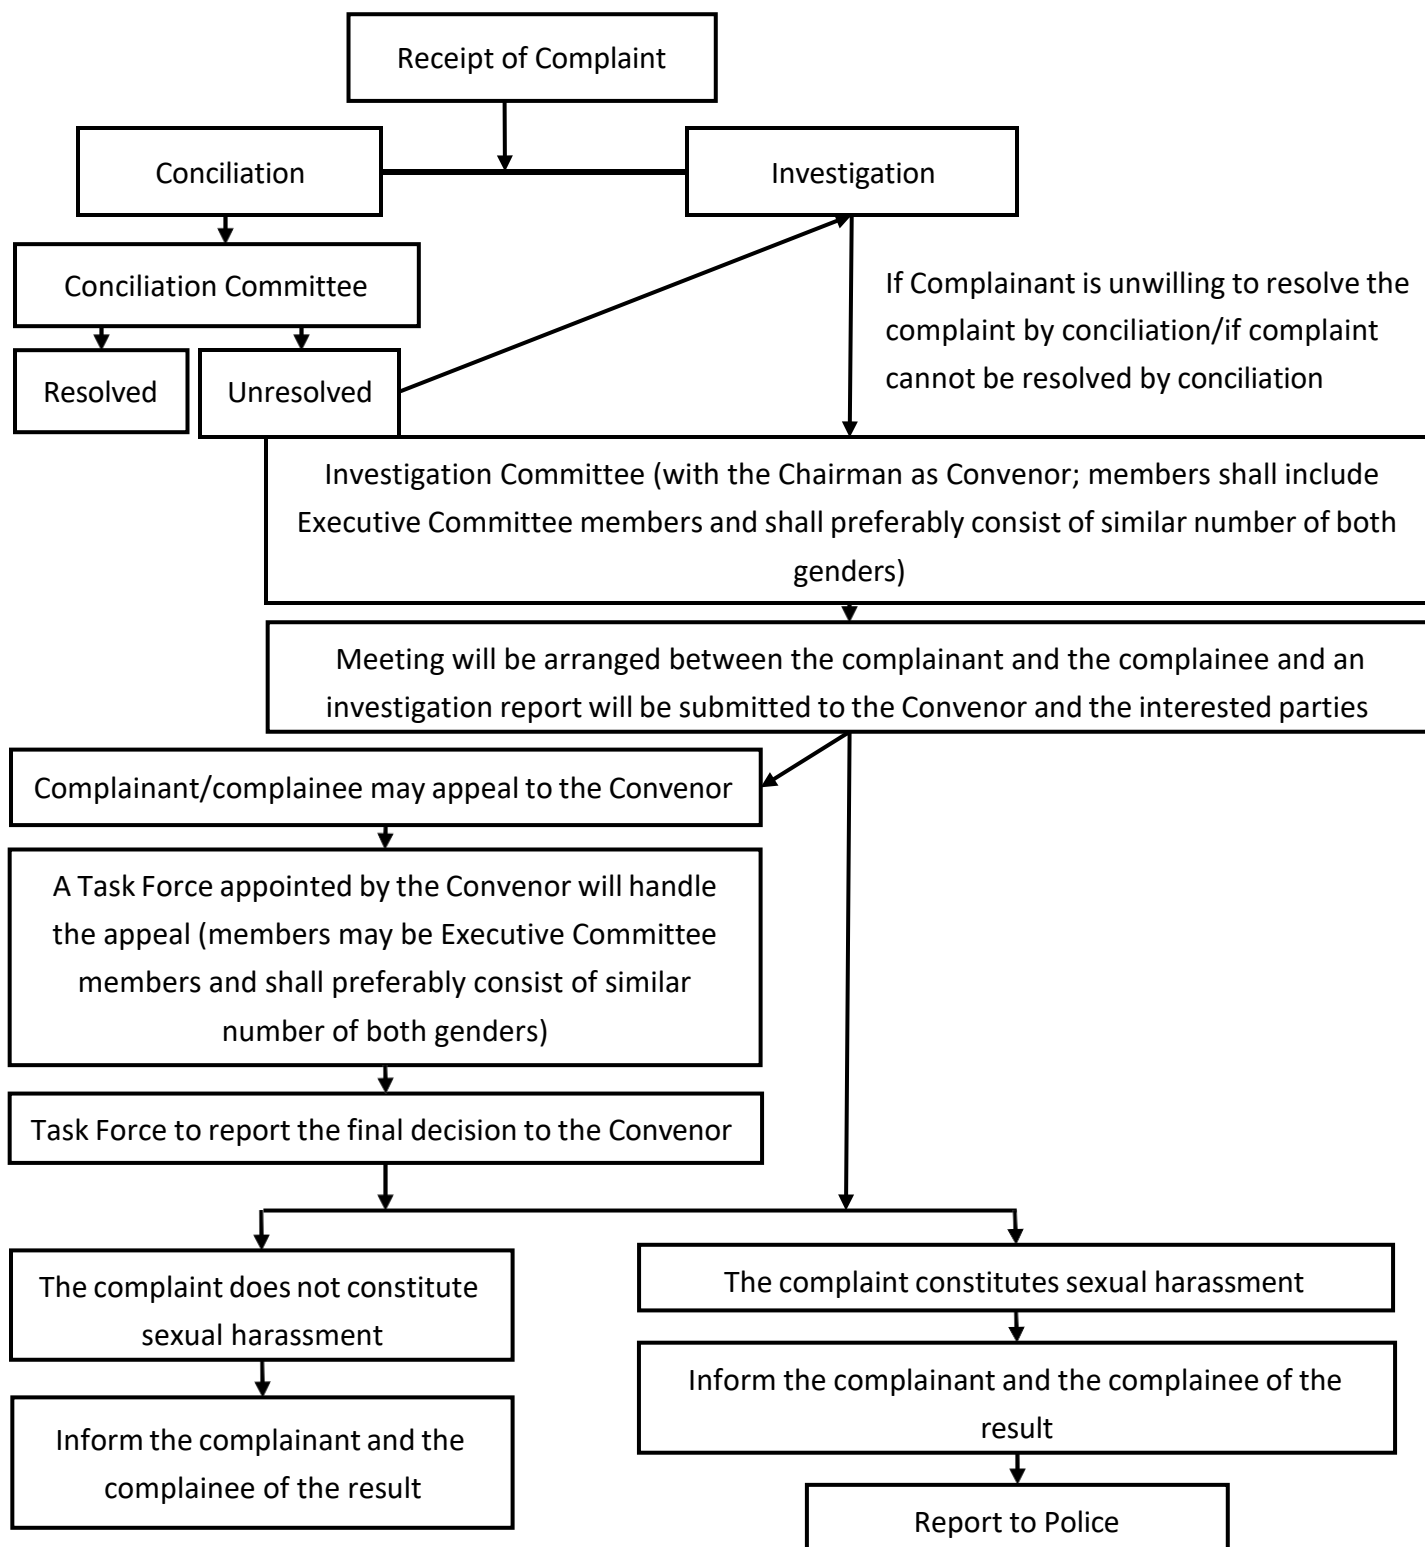 Receipt of Complaint
Conciliation
Investigation
Conciliation Committee
If Complainant is unwilling to resolve the
complaint by conciliation/if complaint
cannot be resolved by conciliation
Resolved
Unresolved
Investigation Committee (with the Chairman as Convenor; members shall include
Executive Committee members and shall preferably consist of similar number of both
genders)
Meeting will be arranged between the complainant and the complainee and an
investigation report will be submitted to the Convenor and the interested parties
Complainant/complainee may appeal to the Convenor
A Task Force appointed by the Convenor will handle
the appeal (members may be Executive Committee
members and shall preferably consist of similar
number of both genders)
Task Force to report the final decision to the Convenor
The complaint does not constitute
sexual harassment
The complaint constitutes sexual harassment
Inform the complainant and the complainee of the
result
Inform the complainant and the
complainee of the result
Report to Police